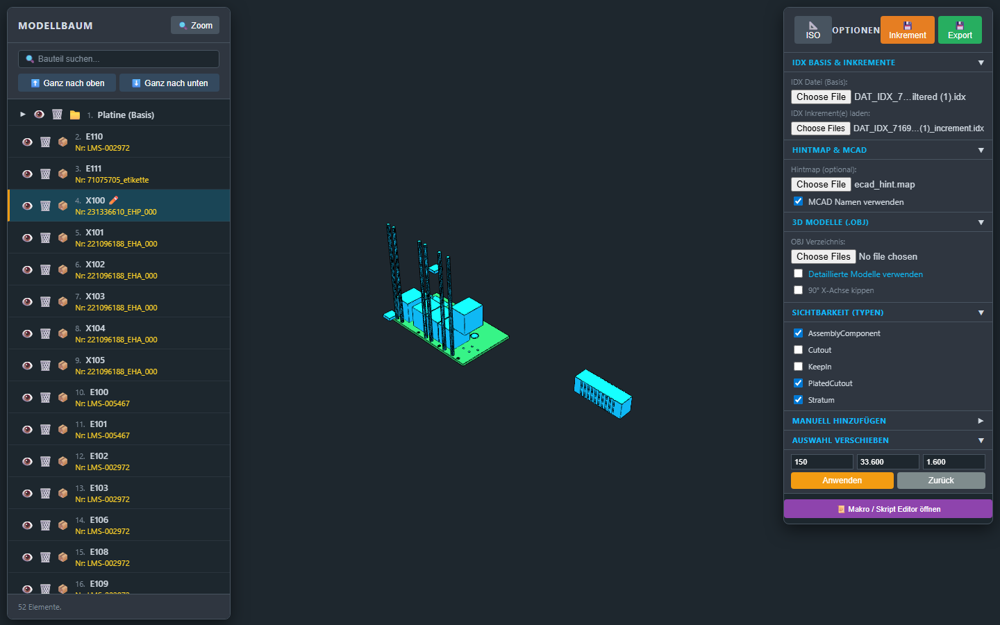 MODELLBAUM
Zoom
Bauteil suchen...
Ganz nach oben
Ganz nach unten
1. Platine (Basis)
2. E110
Nr: LMS-002972
3. E111
Nr: 71075705_etikette
4. X100
Nr: 231336610_EHP_000
5. X101
Nr: 221096188_EHA_000
6. X102
Nr: 221096188_EHA_000
7. X103
Nr: 221096188_EHA_000
8. X104
Nr: 221096188_EHA_000
9. X105
Nr: 221096188_EHA_000
10. E100
Nr: LMS-005467
11. E101
Nr: LMS-005467
12. E102
Nr: LMS-002972
13. E103
Nr: LMS-002972
14. E106
Nr: LMS-002972
15. E108
Nr: LMS-002972
16. E109
52 Elemente.
ISO
OPTIONEN
Inkrement
Export
IDX BASIS & INKREMENTE
IDX Datei (Basis):
Choose File DAT_IDX_7...iltered (1).idx
IDX Inkrement(e) laden:
Choose Files DAT_IDX_7169...(1)_increment.idx
HINTMAP & MCAD
Hintmap (optional):
Choose File ecad_hint.map
MCAD Namen verwenden
3D MODELLE (.OBJ)
OBJ Verzeichnis:
Choose Files No file chosen
Detaillierte Modelle verwenden
90° X-Achse kippen
SICHTBARKEIT (TYPEN)
AssemblyComponent
Cutout
KeepIn
PlatedCutout
Stratum
MANUELL HINZUFÜGEN
AUSWAHL VERSCHIEBEN
150 33.600 1.600
Anwenden Zurück
Makro / Skript Editor öffnen